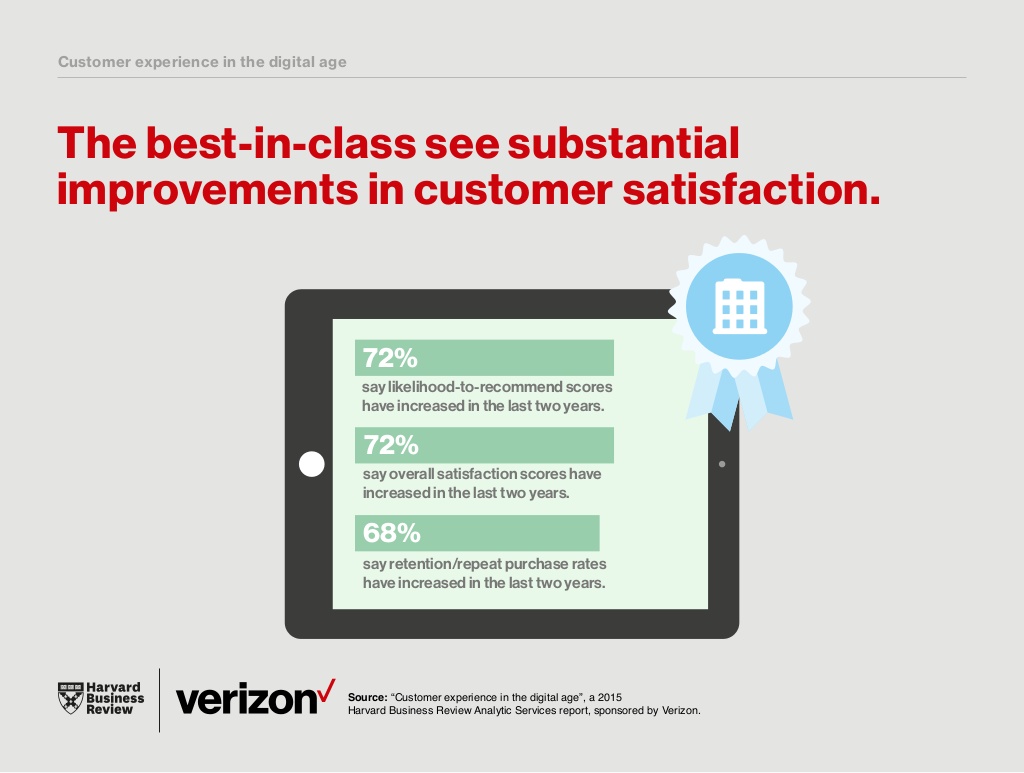 Customer experience in the digital age
The best-in-class see substantial
improvements in customer satisfaction.
72%
say likelihood-to-recommend scores
have increased in the last two years.
72%
say overall satisfaction scores have
increased in the last two years.
68%
say retention/repeat purchase rates
have increased in the last two years.
Harvard
Business
Review
verizon
Source: “Customer experience in the digital age”, a 2015
Harvard Business Review Analytic Services report, sponsored by Verizon.